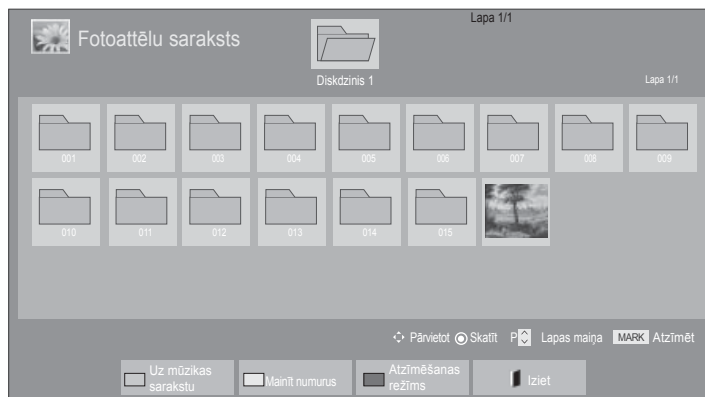 Lapa 1/1
Fotoattēlu saraksts
Diskdzinis 1
Lapa 1/1
001 002 003 004 005 006 007 008 009
010 011 012 013 014 015
Pārvietot Skatīt P Lapas maiņa MARK Atzīmēt
Uz mūzikas sarakstu
Mainīt numurus
Atzīmēšanas režīms
Iziet